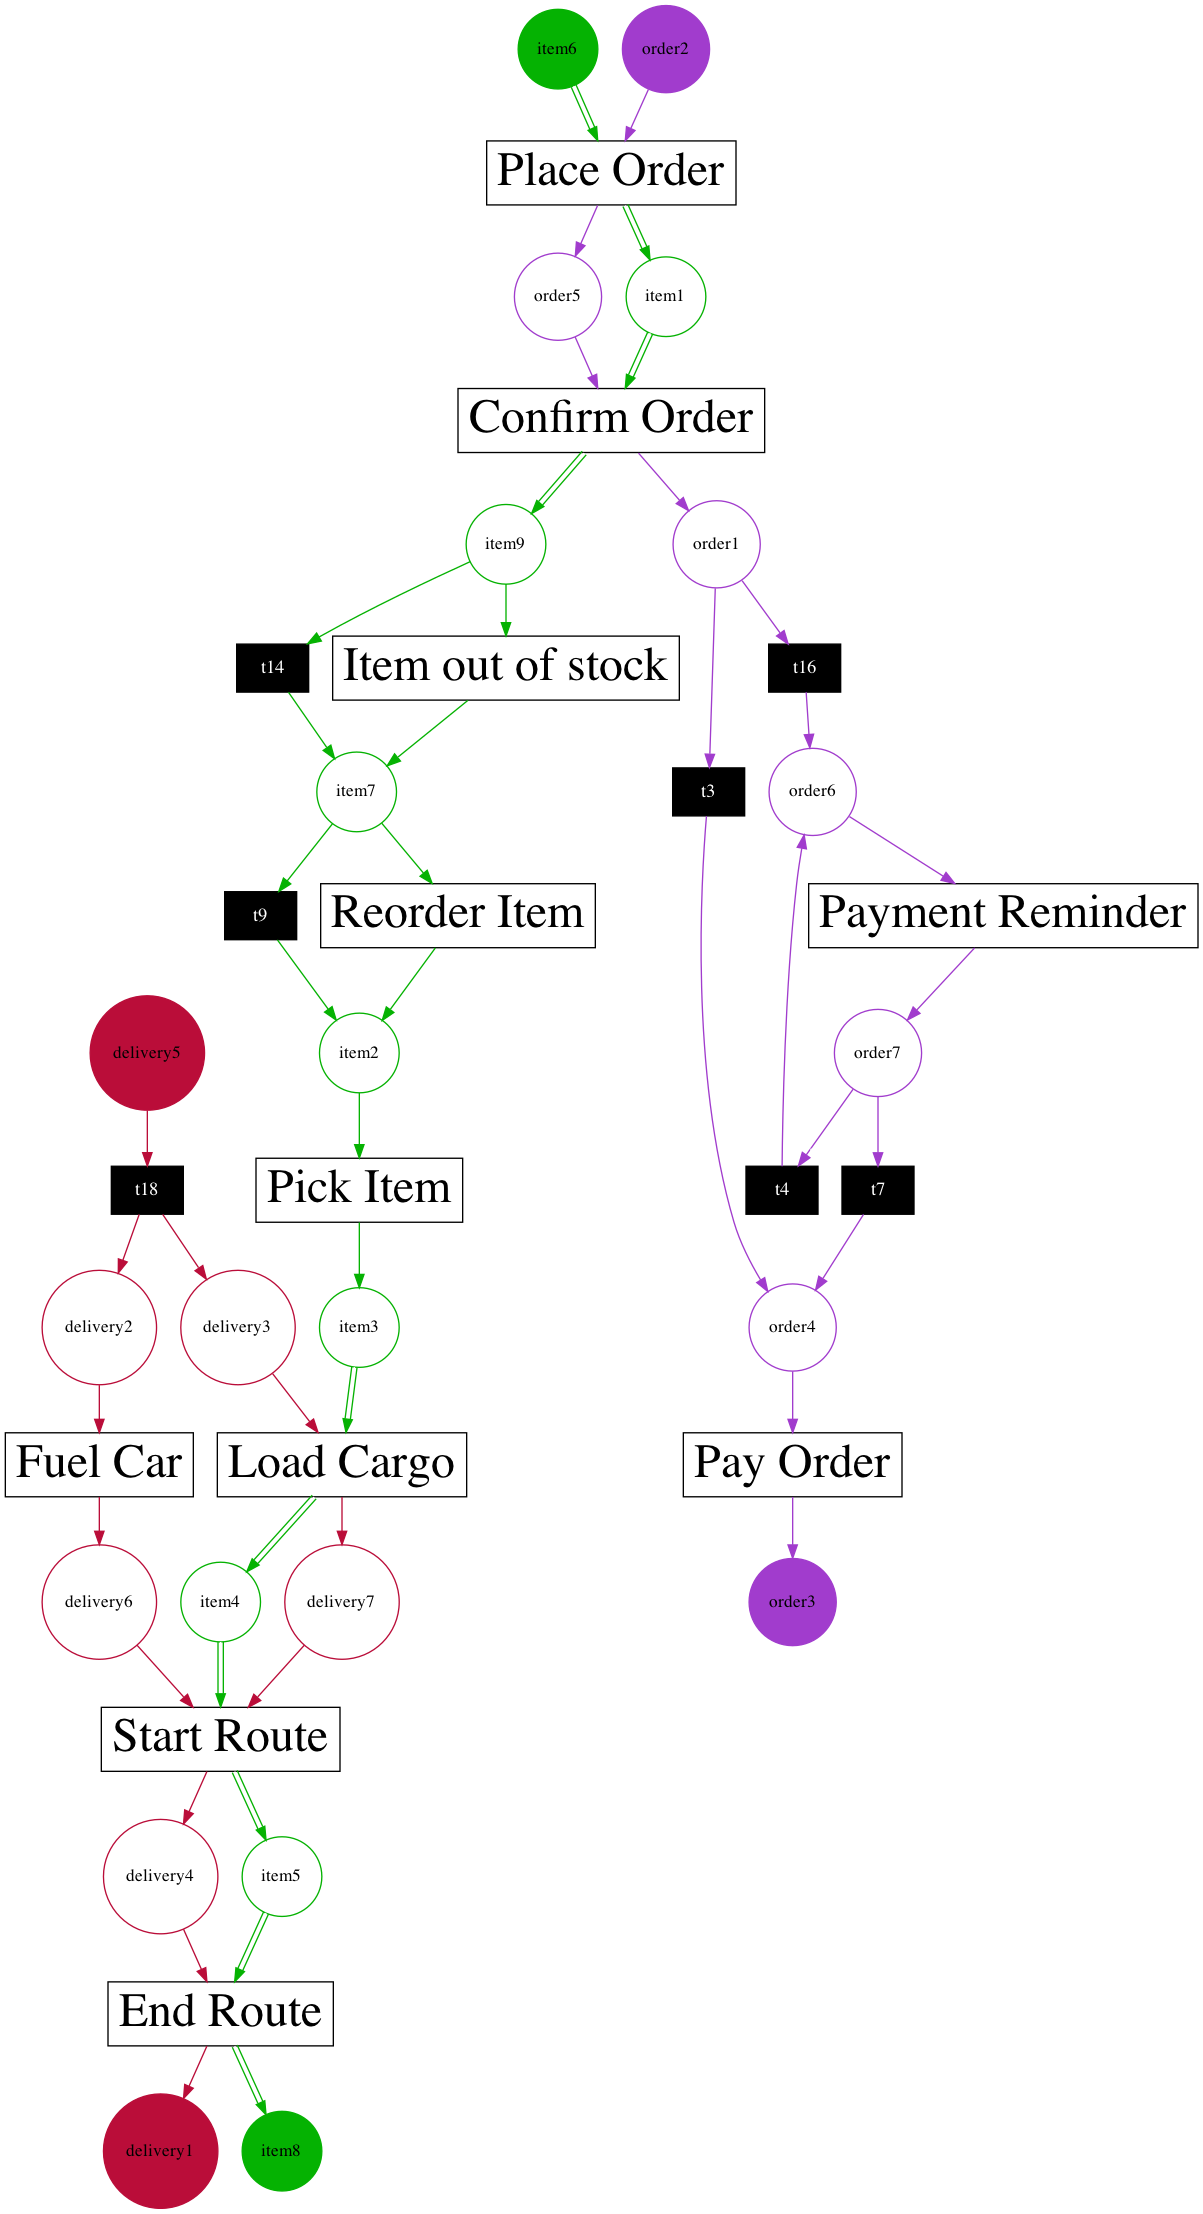 item6
order2
Place Order
order5
item1
Confirm Order
item9
order1
t14
Item out of stock
t16
item7
t3
order6
t9
Reorder Item
Payment Reminder
delivery5
item2
order7
t18
Pick Item
t4
t7
delivery2
delivery3
item3
order4
Fuel Car
Load Cargo
Pay Order
delivery6
item4
delivery7
order3
Start Route
delivery4
item5
End Route
delivery1
item8